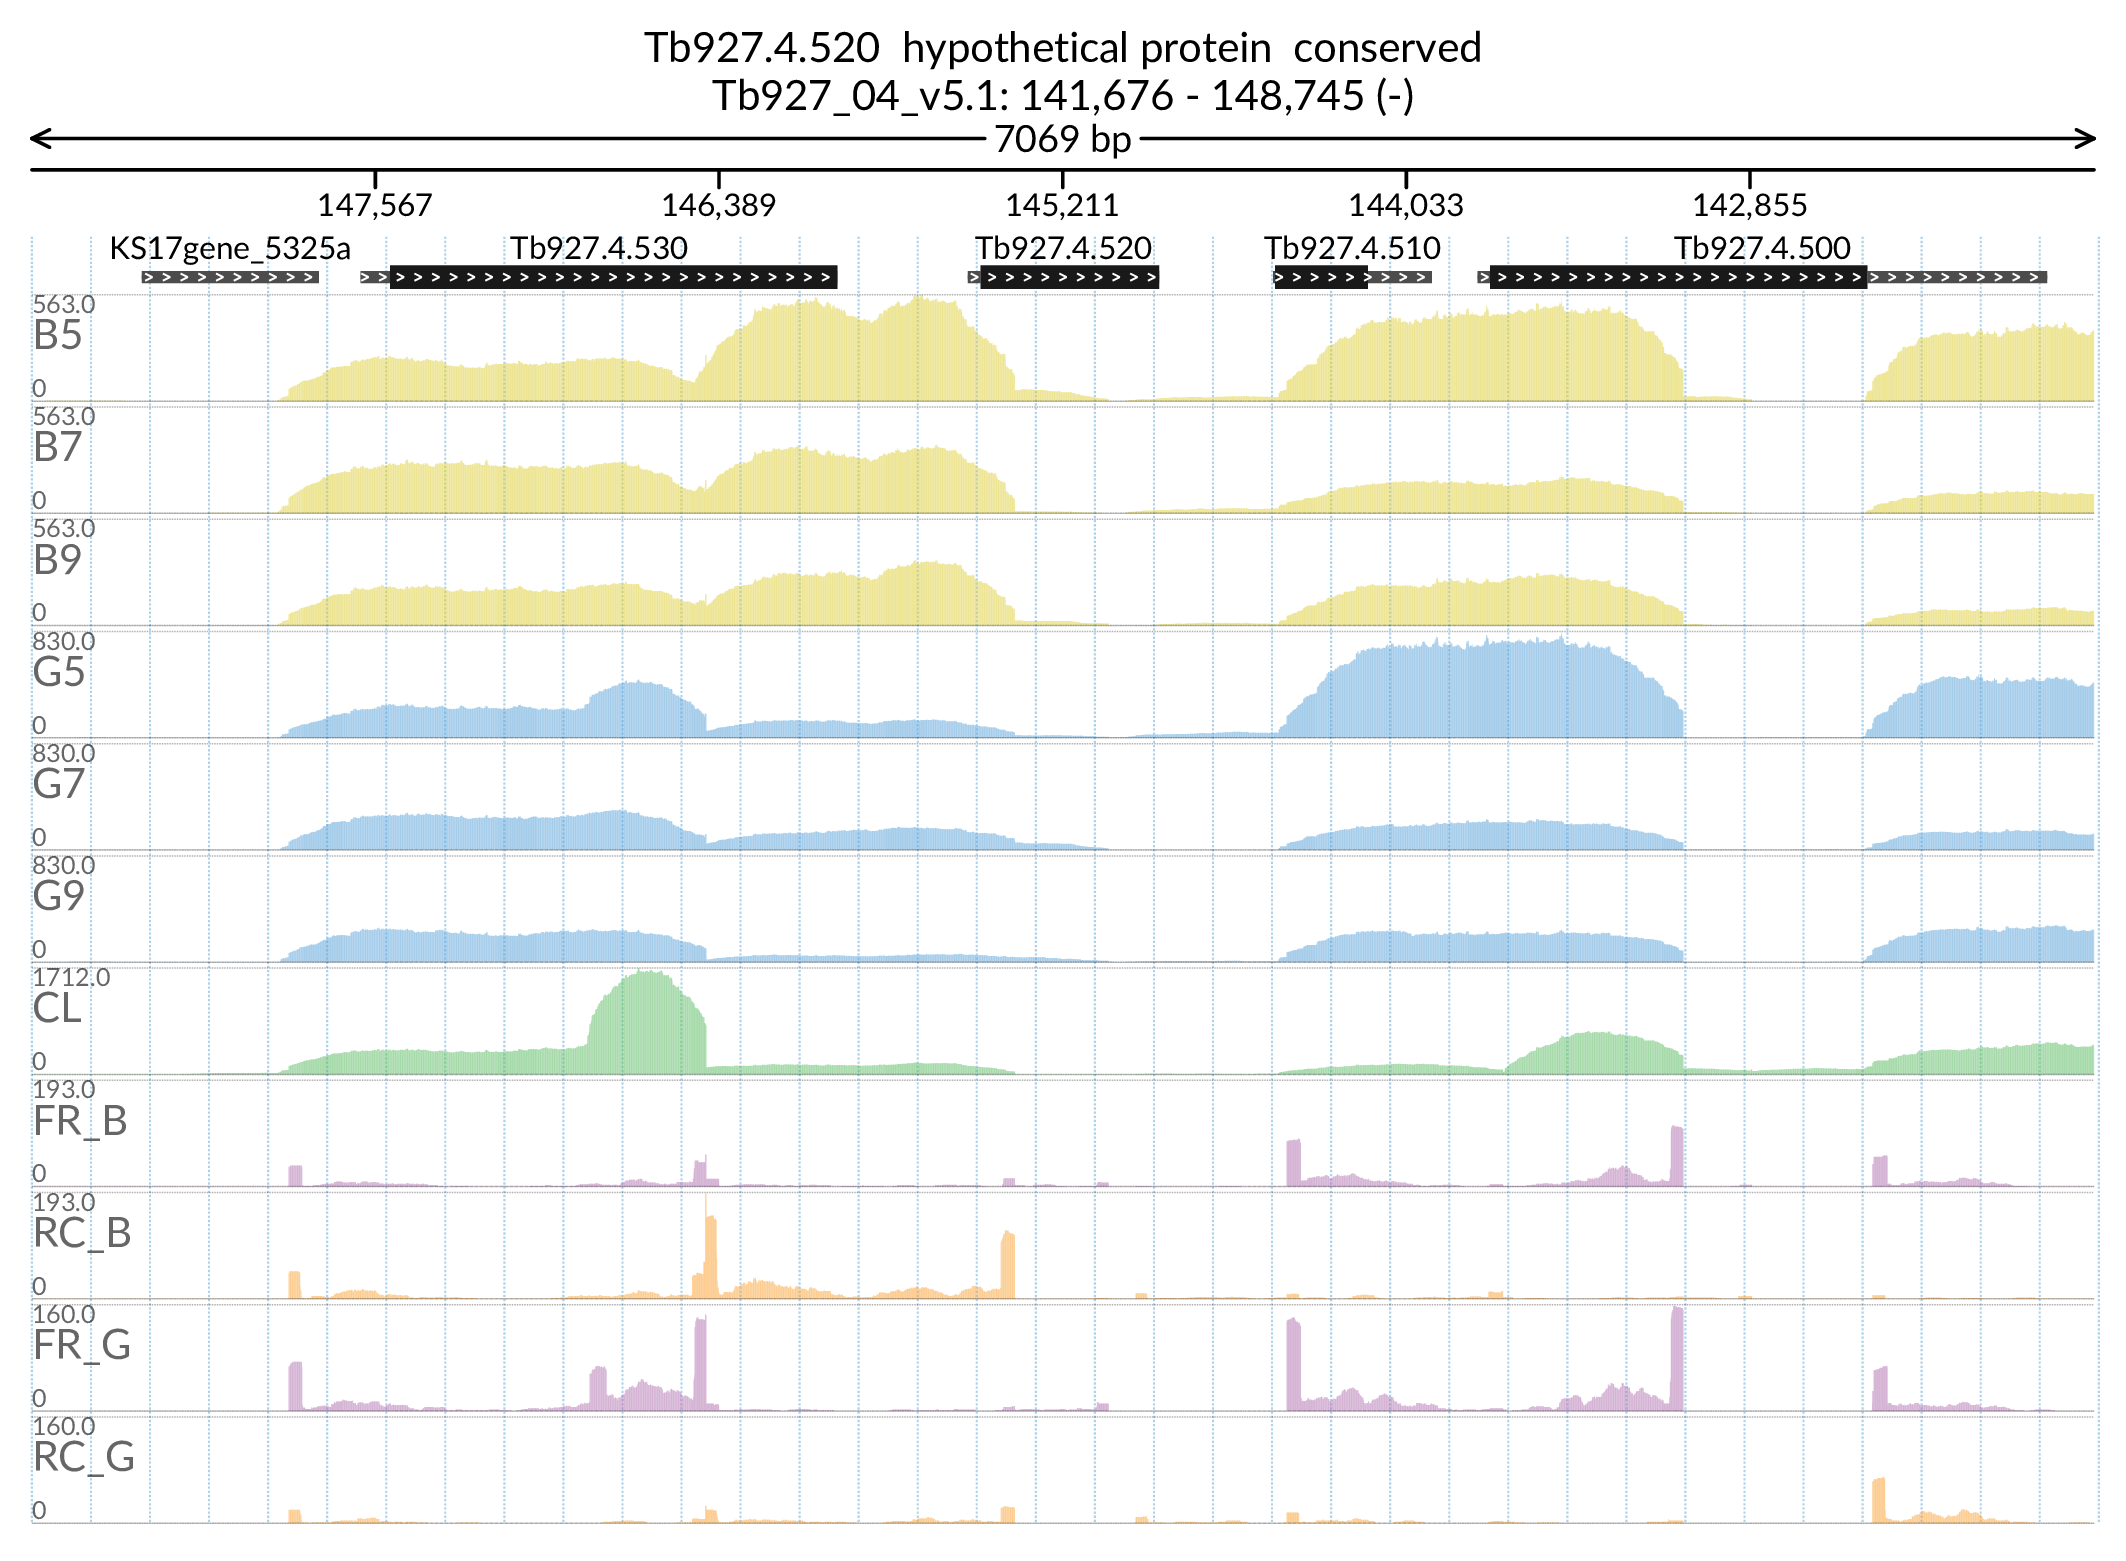 Tb927.4.520  hypothetical protein  conserved
Tb927_04_v5.1: 141,676 - 148,745 (-)
7069 bp
147,567 146,389 145,211 144,033 142,855
KS17gene_5325a Tb927.4.530 Tb927.4.520 Tb927.4.510 Tb927.4.500
563.0
B5
0
563.0
B7
0
563.0
B9
0
830.0
G5
0
830.0
G7
0
830.0
G9
0
1712.0
CL
0
193.0
FR_B
0
193.0
RC_B
0
160.0
FR_G
0
160.0
RC_G
0